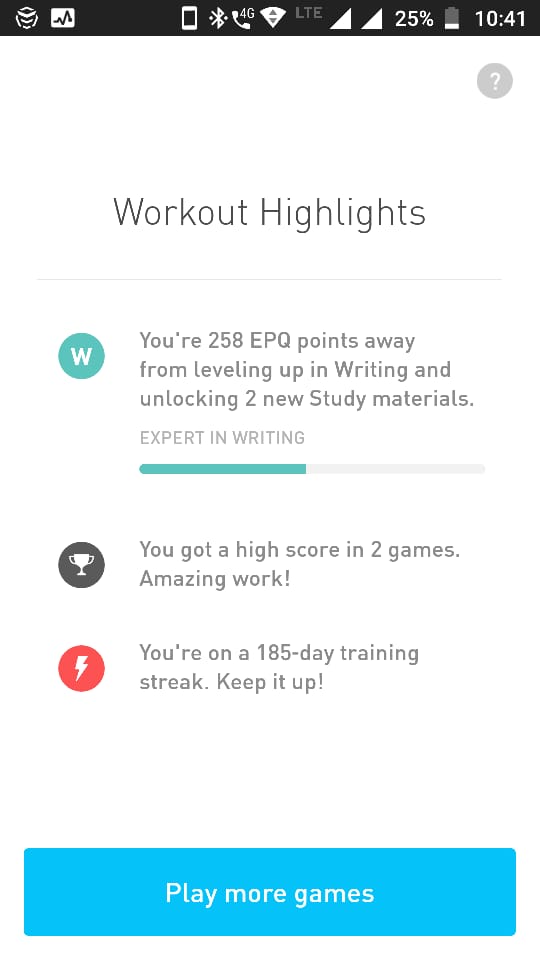 4G LTE 25% 10:41
?
Workout Highlights
W
You're 258 EPQ points away
from leveling up in Writing and
unlocking 2 new Study materials.
EXPERT IN WRITING
You got a high score in 2 games.
Amazing work!
You're on a 185-day training
streak. Keep it up!
Play more games